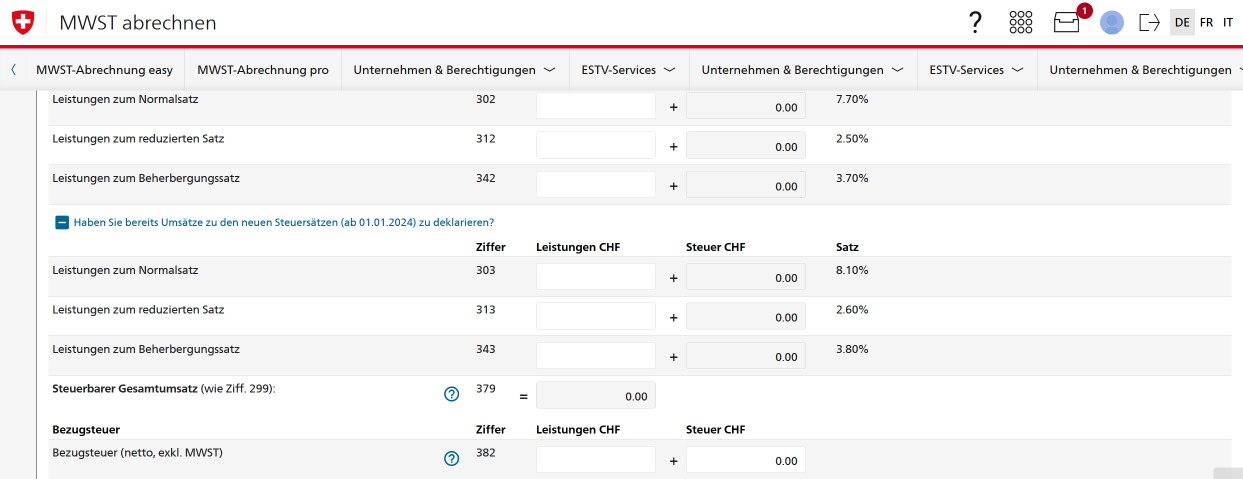 MWST abrechnen
1
DE FR IT
MWST-Abrechnung easy MWST-Abrechnung pro Unternehmen & Berechtigungen ESTV-Services Unternehmen & Berechtigungen ESTV-Services Unternehmen & Berechtigungen
Leistungen zum Normalsatz 302 + 0.00 7.70%
Leistungen zum reduzierten Satz 312 + 0.00 2.50%
Leistungen zum Beherbergungssatz 342 + 0.00 3.70%
Haben Sie bereits Umsätze zu den neuen Steuersätzen (ab 01.01.2024) zu deklarieren?
Ziffer Leistungen CHF Steuer CHF Satz
Leistungen zum Normalsatz 303 + 0.00 8.10%
Leistungen zum reduzierten Satz 313 + 0.00 2.60%
Leistungen zum Beherbergungssatz 343 + 0.00 3.80%
Steuerbarer Gesamtumsatz (wie Ziff. 299): ? 379 = 0.00
Bezugsteuer Ziffer Leistungen CHF Steuer CHF
Bezugsteuer (netto, exkl. MWST) ? 382 + 0.00